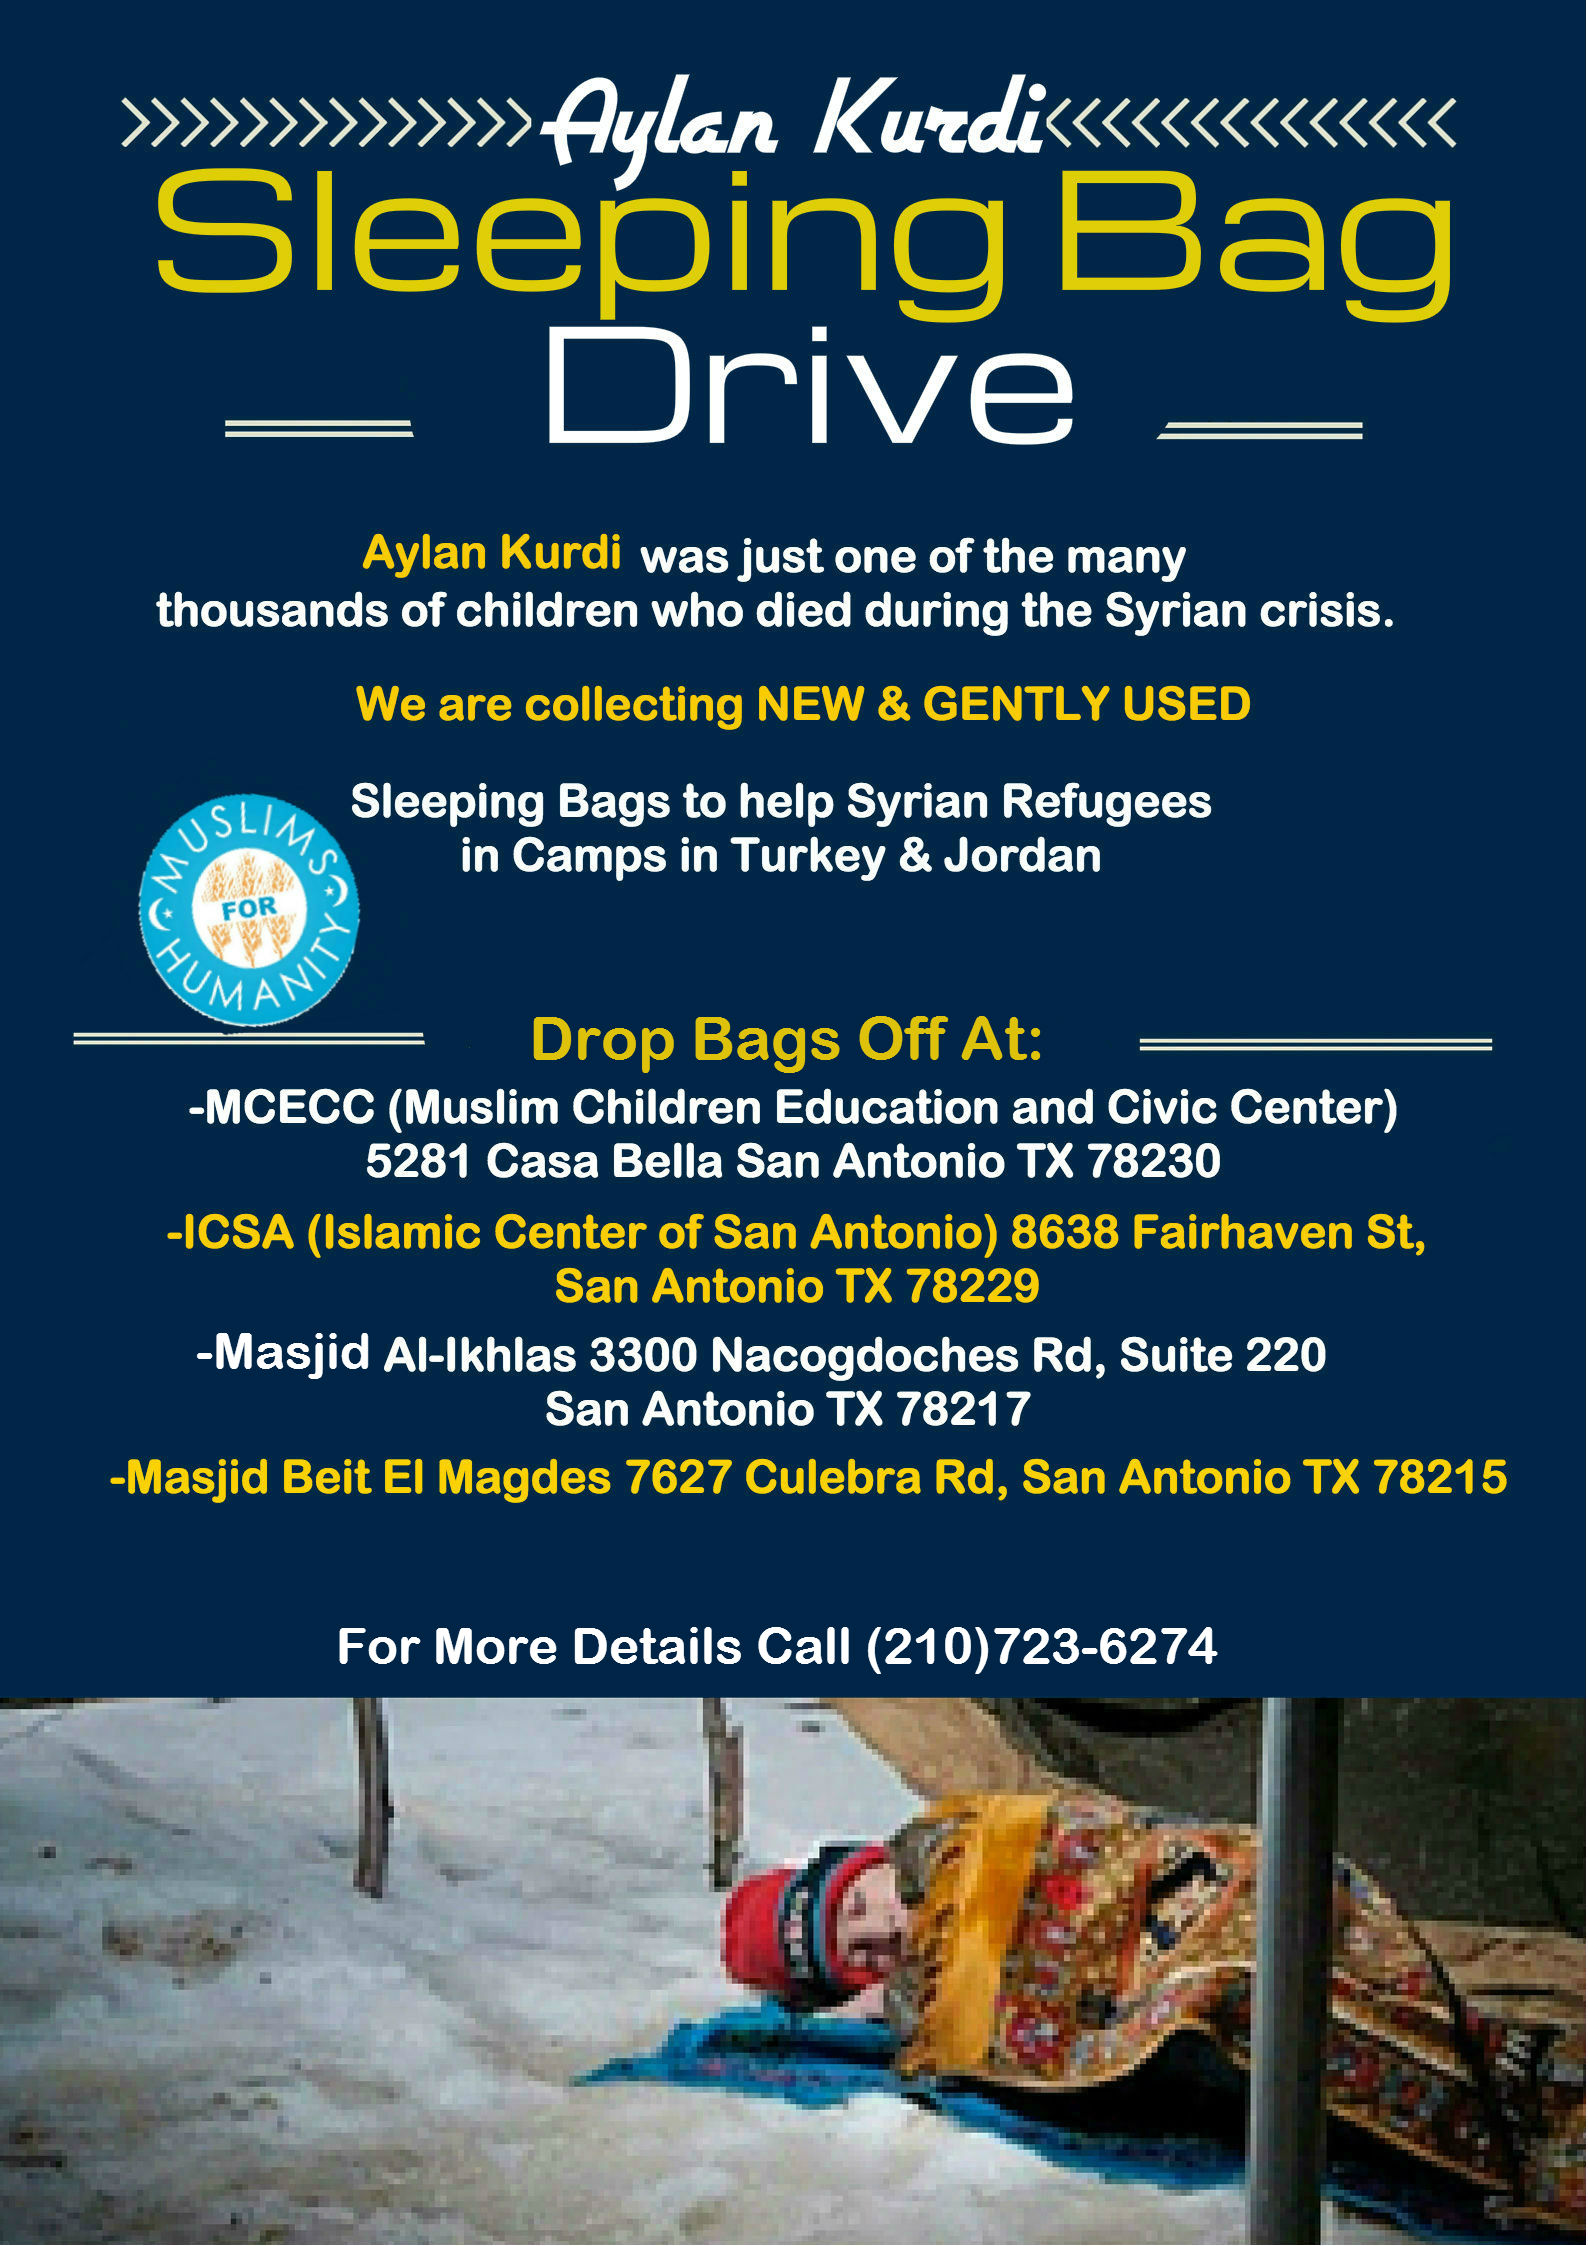 Aylan Kurdi
Sleeping Bag
Drive
Aylan Kurdi was just one of the many
thousands of children who died during the Syrian crisis.
We are collecting NEW & GENTLY USED
Sleeping Bags to help Syrian Refugees
in Camps in Turkey & Jordan
MUSLIMS
FOR
HUMANITY
Drop Bags Off At:
-MCECC (Muslim Children Education and Civic Center)
5281 Casa Bella San Antonio TX 78230
-ICSA (Islamic Center of San Antonio) 8638 Fairhaven St,
San Antonio TX 78229
-Masjid Al-Ikhlas 3300 Nacogdoches Rd, Suite 220
San Antonio TX 78217
-Masjid Beit El Magdes 7627 Culebra Rd, San Antonio TX 78215
For More Details Call (210)723-6274